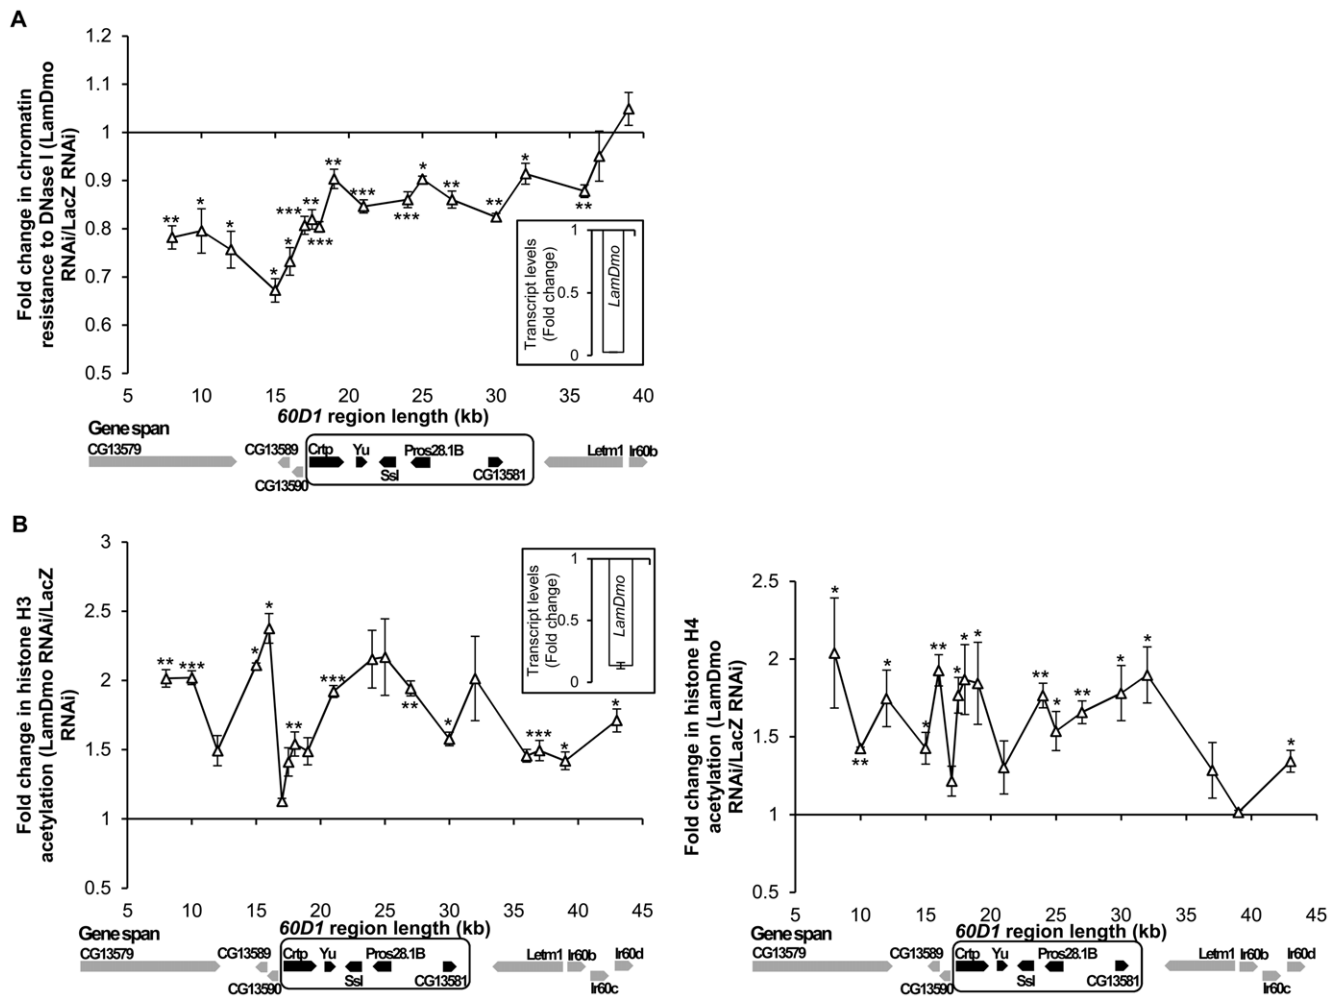 A
Fold change in chromatin
resistance to DNase I (LamDmo
RNAi/LacZ RNAi)
1.2
1.1
1
0.9
0.8
0.7
0.6
0.5
** * * * * *** ** *** ** *** *** * ** ** * **
Transcript levels
(Fold change)
1
0.5
0
LamDmo
5 10 15 20 25 30 35 40
60D1 region length (kb)
Gene span
CG13579 CG13589 Crtp Yu Pros28.1B Letm1 Ir60b
CG13590 Ssl CG13581
B
Fold change in histone H3
acetylation (LamDmo RNAi/LacZ
RNAi)
3
2.5
2
1.5
1
0.5
** *** * * ** *** ** * *** * *
Transcript levels
(Fold change)
1
0.5
0
LamDmo
5 10 15 20 25 30 35 40 45
60D1 region length (kb)
Gene span
CG13579 CG13589 Crtp Yu Pros28.1B Letm1 Ir60b Ir60d
CG13590 Ssl CG13581 Ir60c
Fold change in histone H4
acetylation (LamDmo
RNAi/LacZ RNAi)
2.5
2
1.5
1
0.5
* ** * * ** * * * ** * ** * * *
5 10 15 20 25 30 35 40 45
60D1 region length (kb)
Gene span
CG13579 CG13589 Crtp Yu Pros28.1B Letm1 Ir60b Ir60d
CG13590 Ssl CG13581 Ir60c